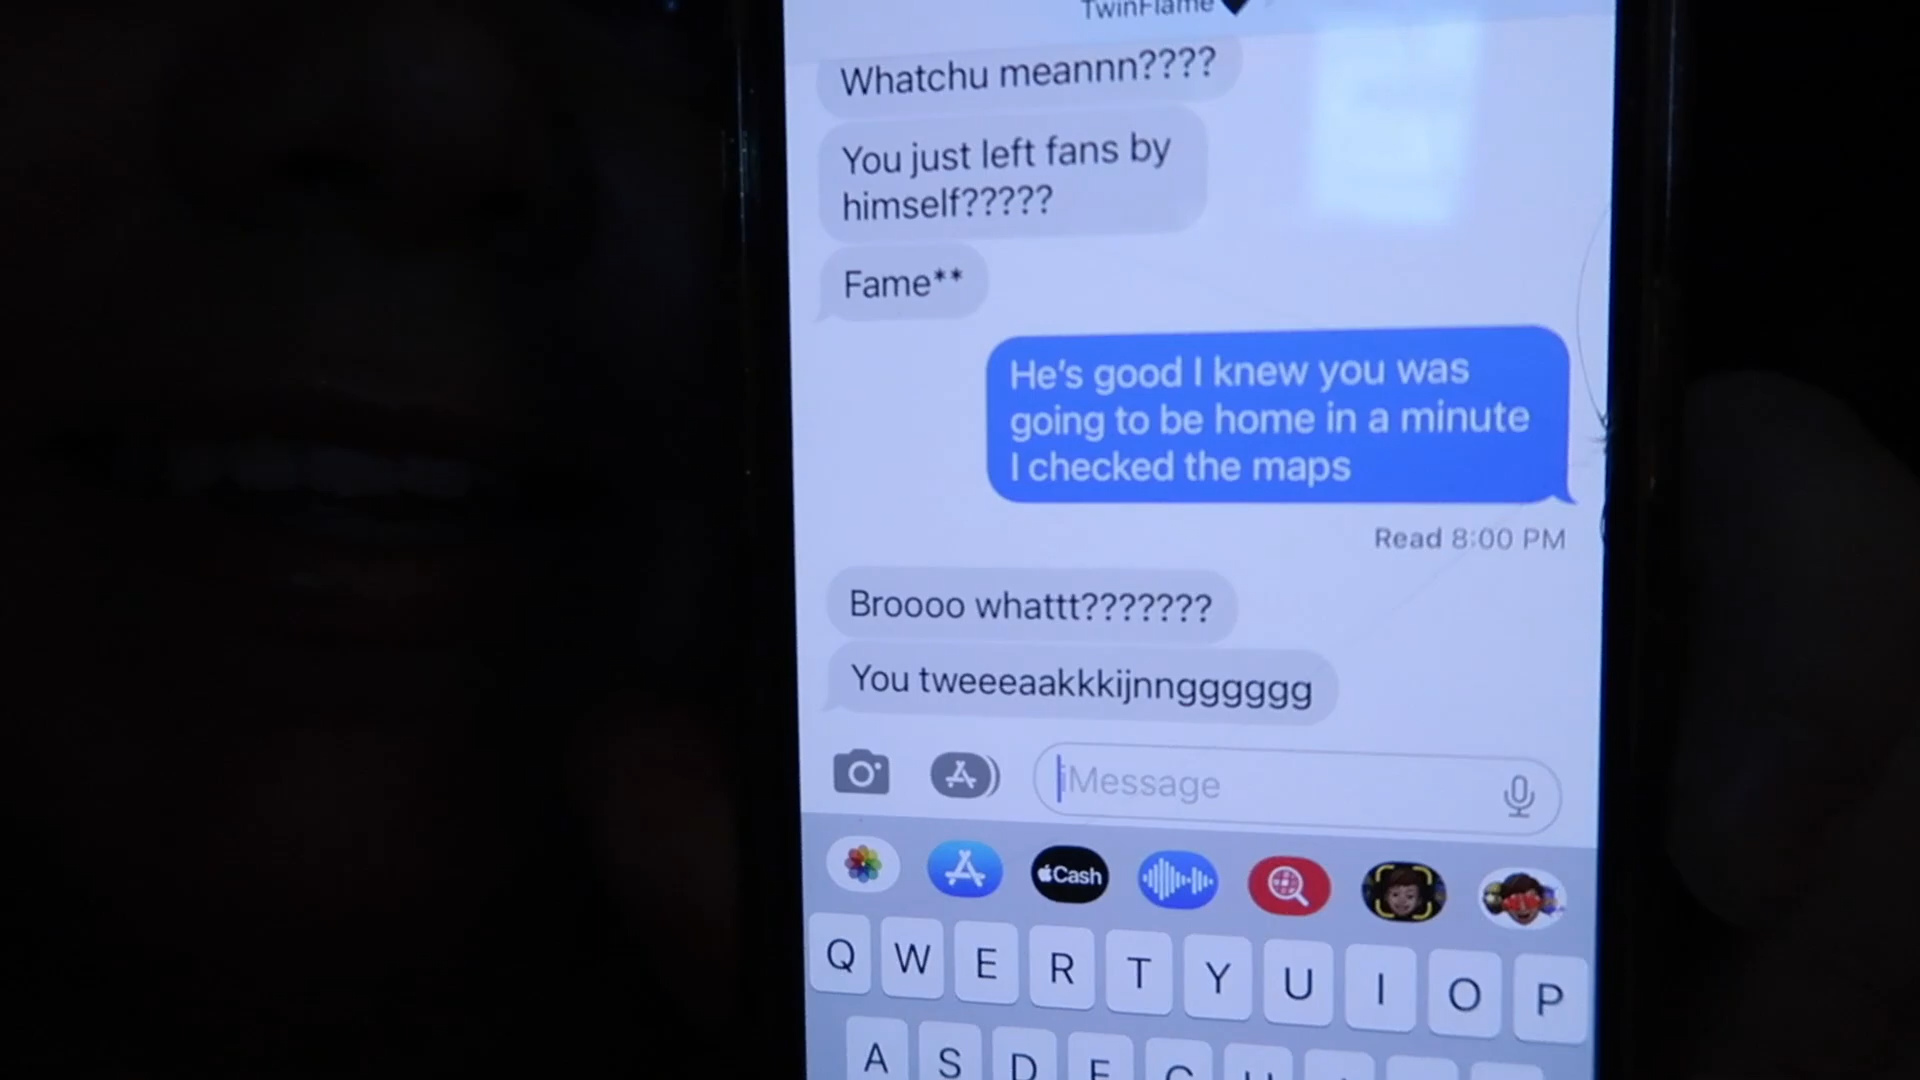 TwinFlame
Whatchu meannn????
You just left fans by
himself?????
Fame**
He's good I knew you was
going to be home in a minute
I checked the maps
Read 8:00 PM
Broooo whattt???????
You tweeeaakkkijnngggggg
iMessage
Cash
Q W E R T Y U I O P
A S D F G H